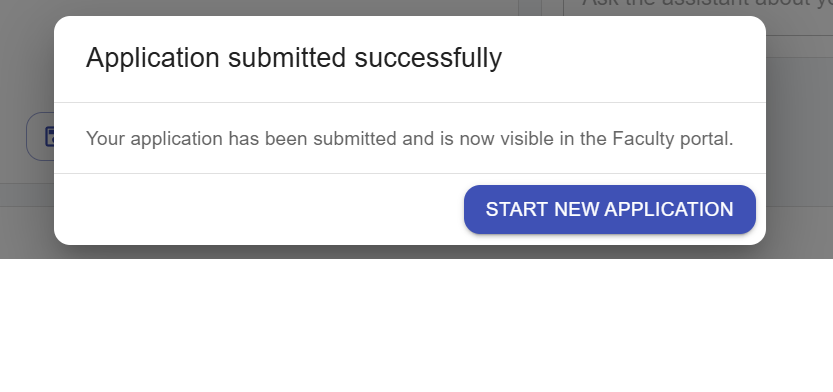 Ask the assistant about yo
Application submitted successfully
Your application has been submitted and is now visible in the Faculty portal.
START NEW APPLICATION